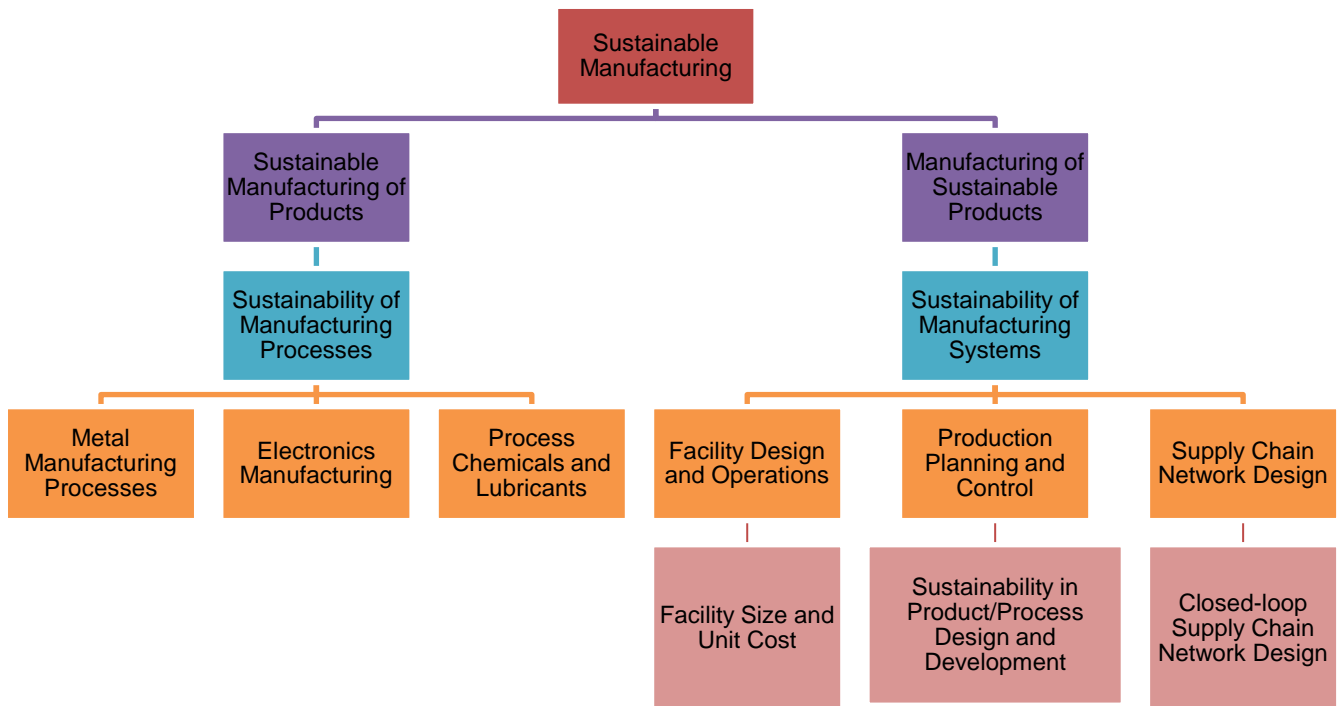 Sustainable
Manufacturing
Sustainable
Manufacturing of
Products
Manufacturing of
Sustainable
Products
Sustainability of
Manufacturing
Processes
Sustainability of
Manufacturing
Systems
Metal
Manufacturing
Processes
Electronics
Manufacturing
Process
Chemicals and
Lubricants
Facility Design
and Operations
Production
Planning and
Control
Supply Chain
Network Design
Facility Size and
Unit Cost
Sustainability in
Product/Process
Design and
Development
Closed-loop
Supply Chain
Network Design